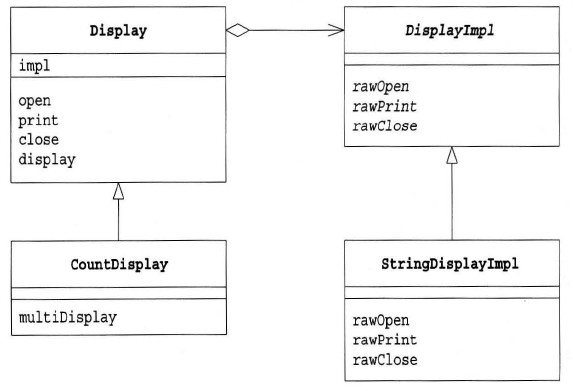 Display
impl
open
print
close
display
DisplayImpl
rawOpen
rawPrint
rawClose
CountDisplay
multiDisplay
StringDisplayImpl
rawOpen
rawPrint
rawClose